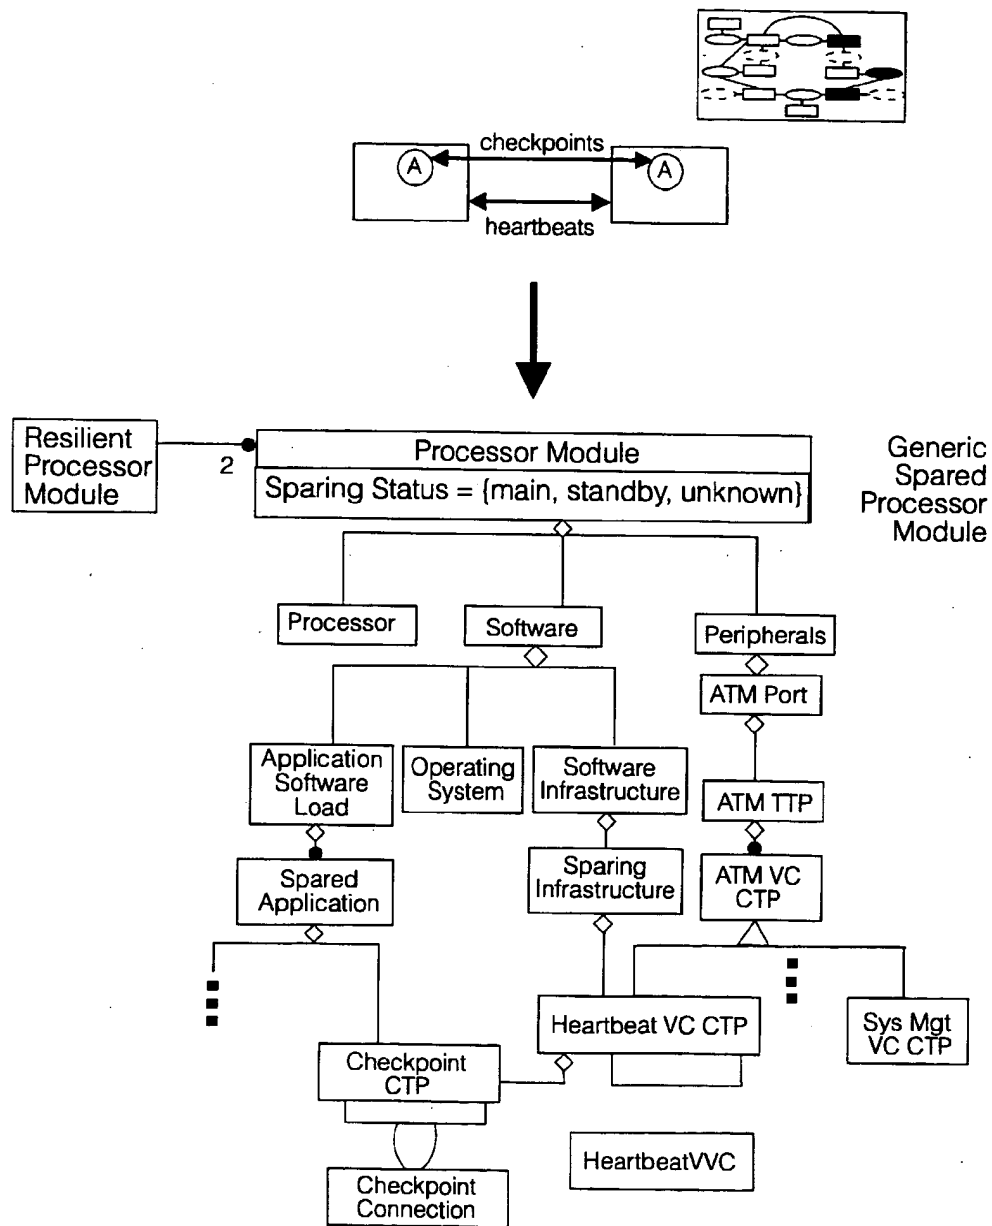 checkpoints
A
A
heartbeats
Resilient
Processor
Module
2
Processor Module
Sparing Status = {main, standby, unknown}
Generic
Spared
Processor
Module
Processor
Software
Peripherals
ATM Port
Application
Software
Load
Operating
System
Software
Infrastructure
ATM TTP
Spared
Application
Sparing
Infrastructure
ATM VC
CTP
Heartbeat VC CTP
Sys Mgt
VC CTP
Checkpoint
CTP
HeartbeatVVC
Checkpoint
Connection